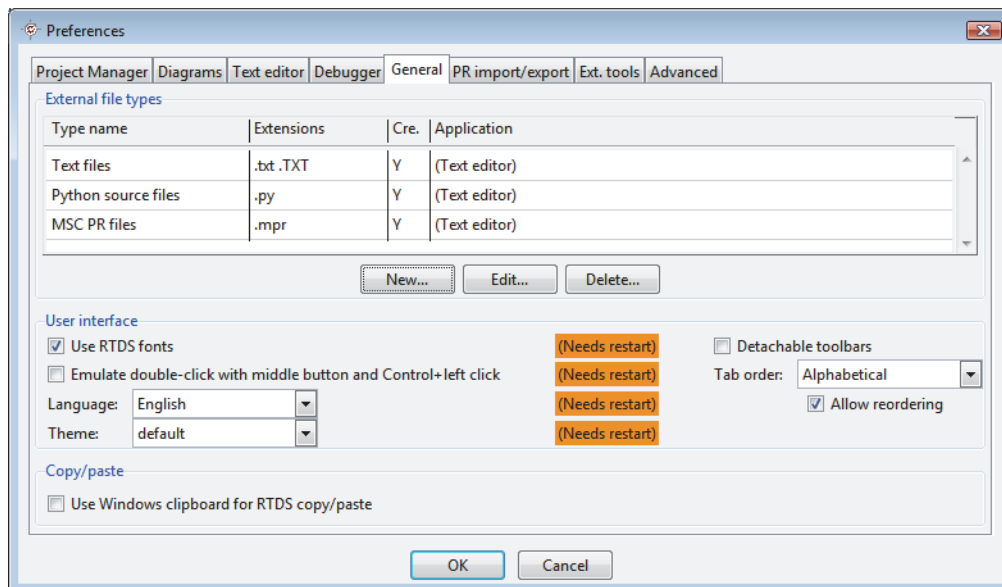 Preferences
Project Manager Diagrams Text editor Debugger General PR import/export Ext. tools Advanced
External file types
Type name Extensions Cre. Application
Text files .txt .TXT Y (Text editor)
Python source files .py Y (Text editor)
MSC PR files .mpr Y (Text editor)
New... Edit... Delete...
User interface
Use RTDS fonts (Needs restart) Detachable toolbars
Emulate double-click with middle button and Control+left click (Needs restart) Tab order: Alphabetical
Language: English (Needs restart) Allow reordering
Theme: default (Needs restart)
Copy/paste
Use Windows clipboard for RTDS copy/paste
OK Cancel